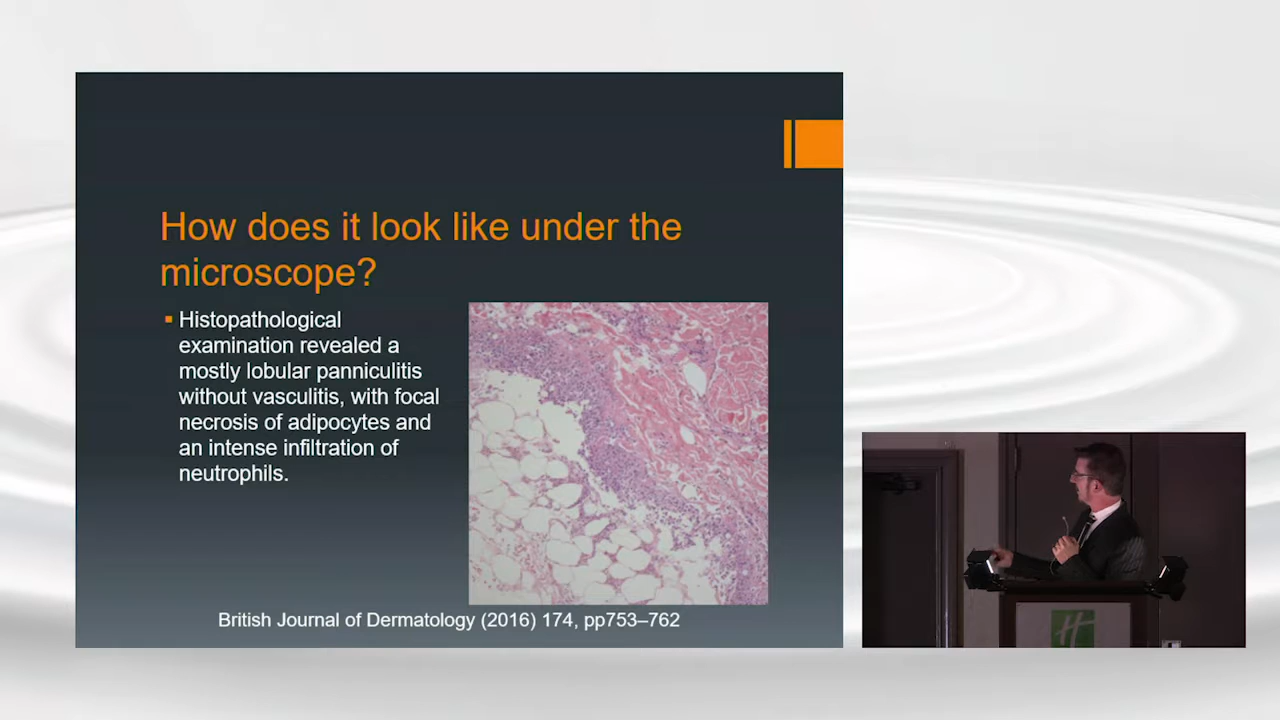 How does it look like under the
microscope?
▪ Histopathological
examination revealed a
mostly lobular panniculitis
without vasculitis, with focal
necrosis of adipocytes and
an intense infiltration of
neutrophils.
British Journal of Dermatology (2016) 174, pp753–762
H